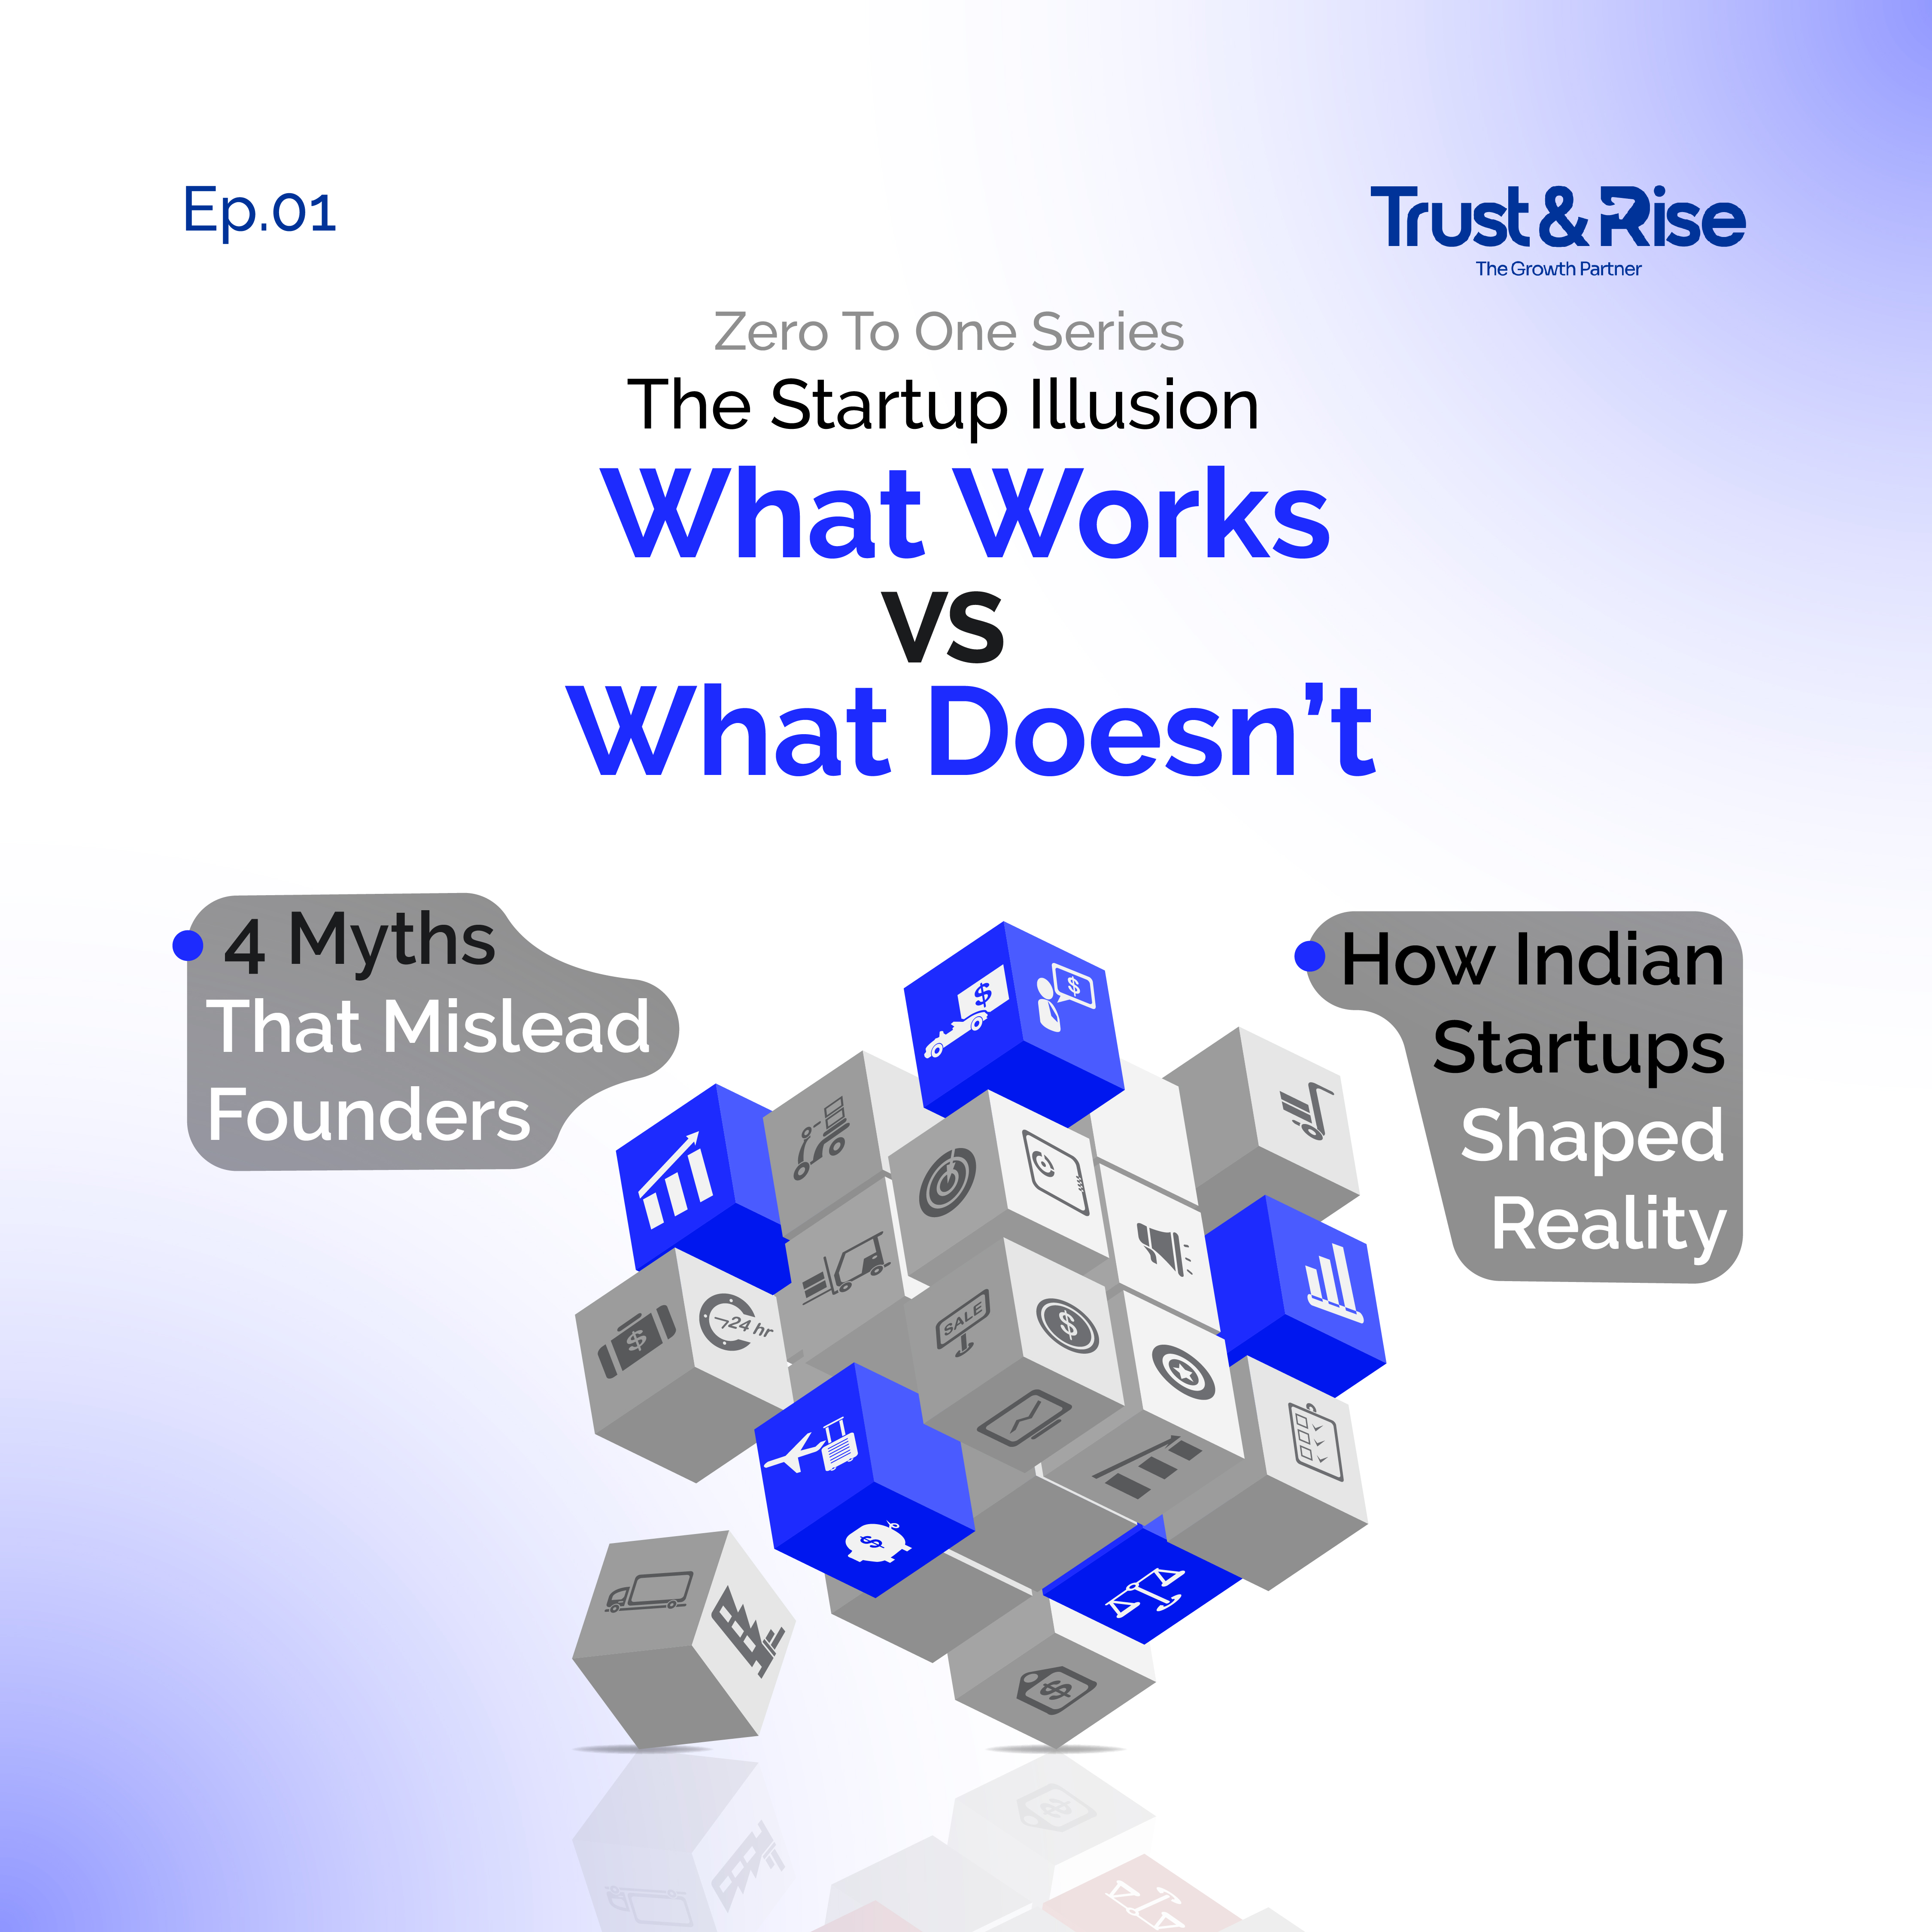 Ep.01
Trust & Rise
The Growth Partner
Zero To One Series
The Startup Illusion
What Works
vs
What Doesn’t
4 Myths
That Mislead
Founders
How Indian
Startups
Shaped
Reality
$
$
24 hr
$
SALE
$
$
$